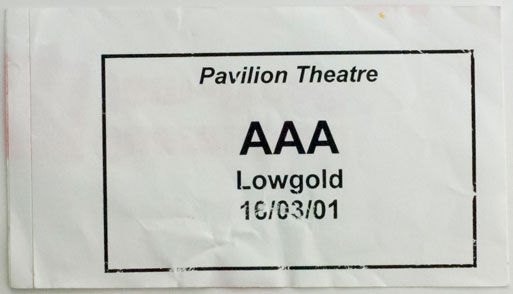 Pavilion Theatre
AAA
Lowgold
16/03/01